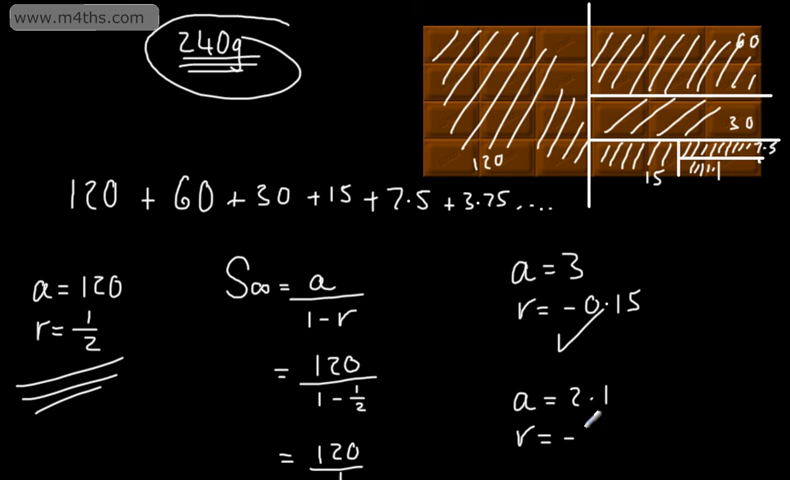 www.m4ths.com
240g
60
30
7.5
120
15
120 + 60 + 30 + 15 + 7.5 + 3.75 ....
a = 120
r = 1/2
S∞ = a/(1 - r)
= 120/(1 - 1/2)
= 120/1
a = 3
r = - 0.15
a = 2.1
r = -